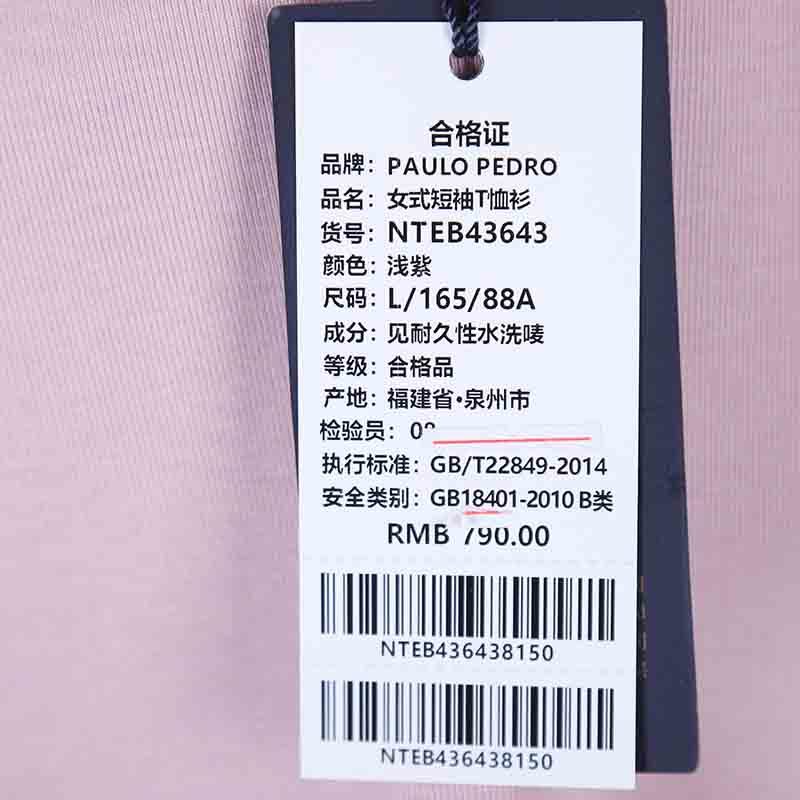 合格证
品牌：PAULO PEDRO
品名：女式短袖T恤衫
货号：NTEB43643
颜色：浅紫
尺码：L/165/88A
成分：见耐久性水洗唛
等级：合格品
产地：福建省·泉州市
检验员：
执行标准：GB/T22849-2014
安全类别：GB18401-2010 B类
RMB 790.00
NTEB436438150
NTEB436438150